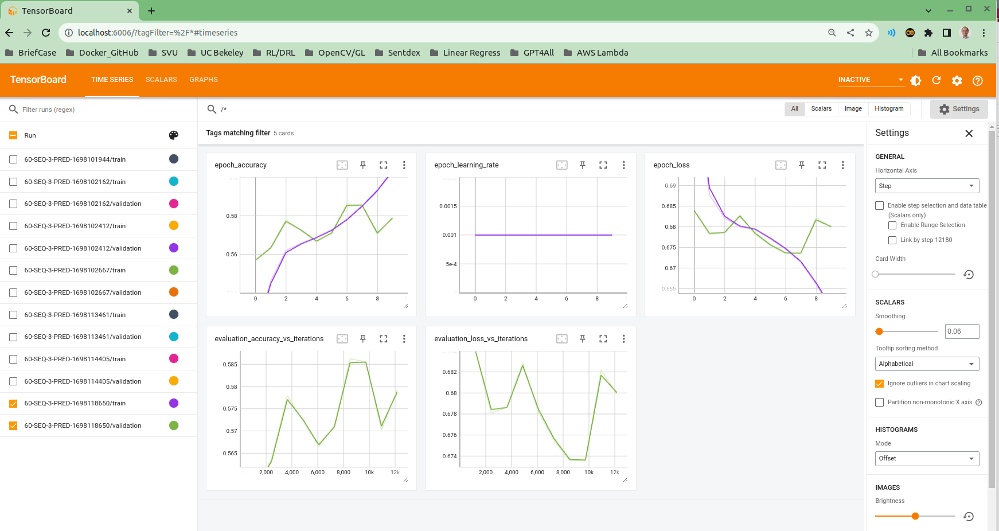 TensorBoard
localhost:6006/?tagFilter=%2F*#timeseries
BriefCase Docker_GitHub SVU UC Bekeley RL/DRL OpenCV/GL Sentdex Linear Regress GPT4All AWS Lambda All Bookmarks
TensorBoard TIME SERIES SCALARS GRAPHS INACTIVE
Filter runs (regex)
Run
60-SEQ-3-PRED-1698101944/train
60-SEQ-3-PRED-1698102162/train
60-SEQ-3-PRED-1698102162/validation
60-SEQ-3-PRED-1698102412/train
60-SEQ-3-PRED-1698102412/validation
60-SEQ-3-PRED-1698102667/train
60-SEQ-3-PRED-1698102667/validation
60-SEQ-3-PRED-1698113461/train
60-SEQ-3-PRED-1698113461/validation
60-SEQ-3-PRED-1698114405/train
60-SEQ-3-PRED-1698114405/validation
60-SEQ-3-PRED-1698118650/train
60-SEQ-3-PRED-1698118650/validation
/*
All Scalars Image Histogram Settings
Tags matching filter 5 cards
epoch_accuracy
0.58
0.56
0 2 4 6 8
epoch_learning_rate
0.0015
0.001
5e-4
0 2 4 6 8
epoch_loss
0.69
0.685
0.68
0.675
0.67
0.665
0 2 4 6 8
evaluation_accuracy_vs_iterations
0.585
0.58
0.575
0.57
0.565
2,000 4,000 6,000 8,000 10k 12k
evaluation_loss_vs_iterations
0.682
0.68
0.678
0.676
0.674
2,000 4,000 6,000 8,000 10k 12k
Settings
GENERAL
Horizontal Axis
Step
Enable step selection and data table
(Scalars only)
Enable Range Selection
Link by step 12180
Card Width
SCALARS
Smoothing
0.06
Tooltip sorting method
Alphabetical
Ignore outliers in chart scaling
Partition non-monotonic X axis
HISTOGRAMS
Mode
Offset
IMAGES
Brightness